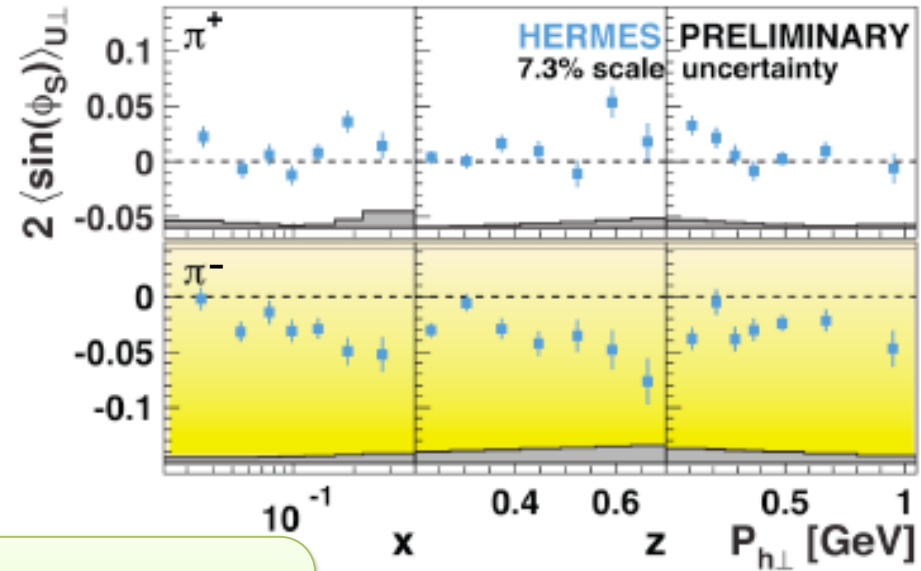 2 ⟨sin(ϕS)⟩U⊥
π+
HERMES PRELIMINARY
7.3% scale uncertainty
0.1
0.05
0
-0.05
π−
0
-0.05
-0.1
10-1
0.4 0.6
0.5 1
x
z
Ph⊥ [GeV]